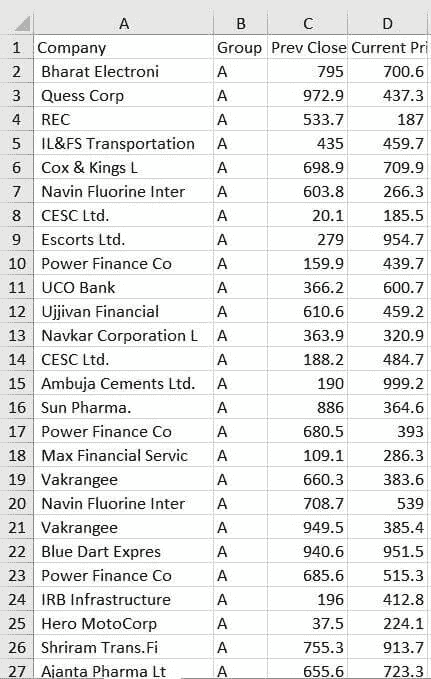 A B C D
1 Company Group Prev Close Current Pri
2 Bharat Electroni A 795 700.6
3 Quess Corp A 972.9 437.3
4 REC A 533.7 187
5 IL&FS Transportation A 435 459.7
6 Cox & Kings L A 698.9 709.9
7 Navin Fluorine Inter A 603.8 266.3
8 CESC Ltd. A 20.1 185.5
9 Escorts Ltd. A 279 954.7
10 Power Finance Co A 159.9 439.7
11 UCO Bank A 366.2 600.7
12 Ujjivan Financial A 610.6 459.2
13 Navkar Corporation L A 363.9 320.9
14 CESC Ltd. A 188.2 484.7
15 Ambuja Cements Ltd. A 190 999.2
16 Sun Pharma. A 886 364.6
17 Power Finance Co A 680.5 393
18 Max Financial Servic A 109.1 286.3
19 Vakrangee A 660.3 383.6
20 Navin Fluorine Inter A 708.7 539
21 Vakrangee A 949.5 385.4
22 Blue Dart Expres A 940.6 951.5
23 Power Finance Co A 685.6 515.3
24 IRB Infrastructure A 196 412.8
25 Hero MotoCorp A 37.5 224.1
26 Shriram Trans.Fi A 755.3 913.7
27 Ajanta Pharma Lt A 655.6 723.3